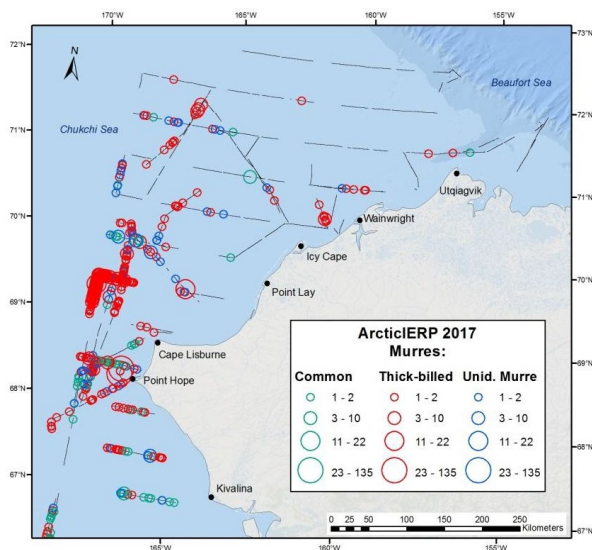 170°W
165°W
160°W
155°W
72°N
73°N
N
Beaufort Sea
Chukchi Sea
71°N
72°N
Utqiagvik
71°N
70°N
Wainwright
Icy Cape
70°N
Point Lay
69°N
ArcticIERP 2017
Murres:
Common Thick-billed Unid. Murre
1 - 2 1 - 2 1 - 2
3 - 10 3 - 10 3 - 10
11 - 22 11 - 22 11 - 22
23 - 135 23 - 135 23 - 135
Cape Lisburne
69°N
Point Hope
68°N
68°N
67°N
Kivalina
0 25 50 100 150 200 250
Kilometers
67°N
165°W
160°W
155°W